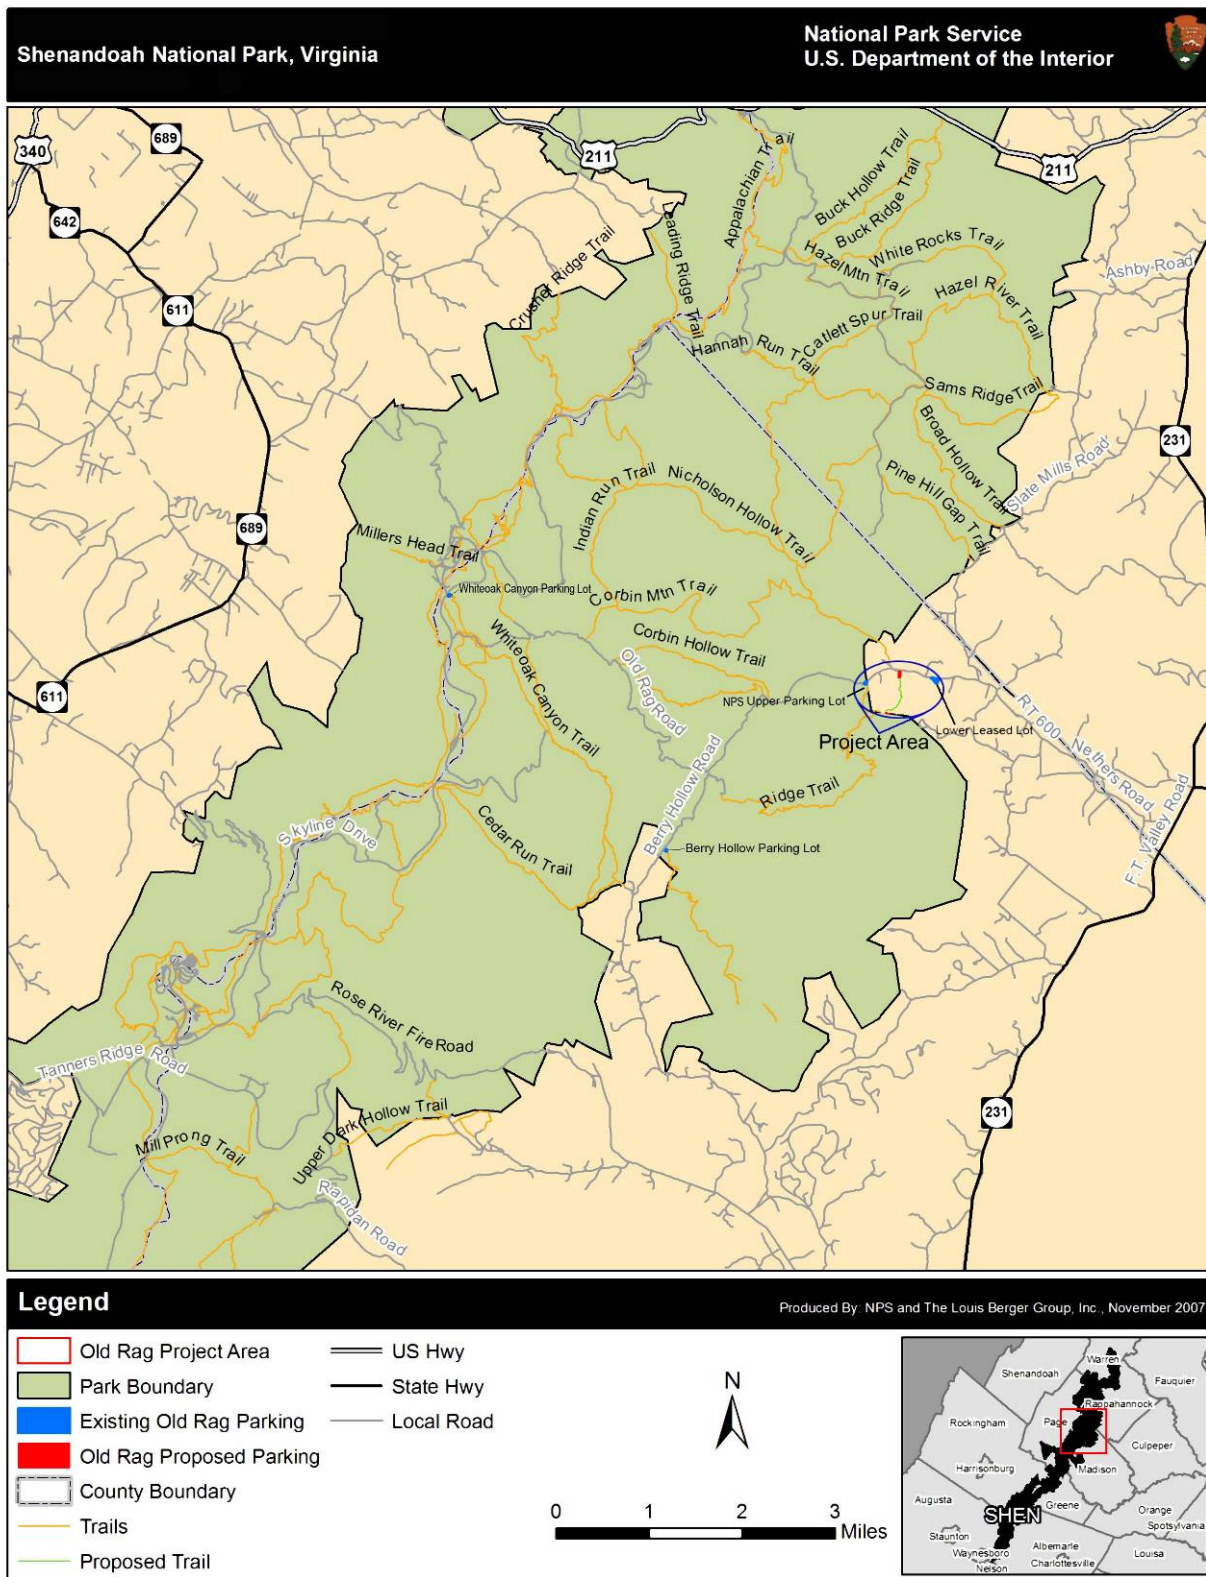 Shenandoah National Park, Virginia
National Park Service
U.S. Department of the Interior
689
340
211
211
642
Appalachian Trail
Buck Hollow Trail
Buck Ridge Trail
Leading Ridge Trail
White Rocks Trail
Hazel Mtn Trail
Ashby Road
Crusher Ridge Trail
Hazel River Trail
611
Catlett Spur Trail
Hannah Run Trail
Sams Ridge Trail
Broad Hollow Trail
231
Indian Run Trail
Nicholson Hollow Trail
Pine Hill Gap Trail
Slate Mills Road
689
Millers Head Trail
Whiteoak Canyon Parking Lot
Corbin Mtn Trail
Corbin Hollow Trail
Whiteoak Canyon Trail
Old Rag Road
611
NPS Upper Parking Lot
Lower Leased Lot
Project Area
RT 600
Nethers Road
Ridge Trail
Berry Hollow Road
F.T. Valley Road
Skyline Drive
Cedar Run Trail
Berry Hollow Parking Lot
Rose River Fire Road
Tanners Ridge Road
231
Upper Dark Hollow Trail
Mill Prong Trail
Rapidan Road
Legend
Produced By: NPS and The Louis Berger Group, Inc., November 2007
Old Rag Project Area
US Hwy
Park Boundary
State Hwy
Existing Old Rag Parking
Local Road
Old Rag Proposed Parking
County Boundary
Trails
Proposed Trail
N
0 1 2 3
Miles
Warren
Shenandoah
Fauquier
Rappahannock
Page
Rockingham
Culpeper
Harrisonburg
Madison
Augusta
Greene
Orange
SHEN
Spotsylvania
Staunton
Waynesboro
Albemarle
Louisa
Charlottesville
Nelson